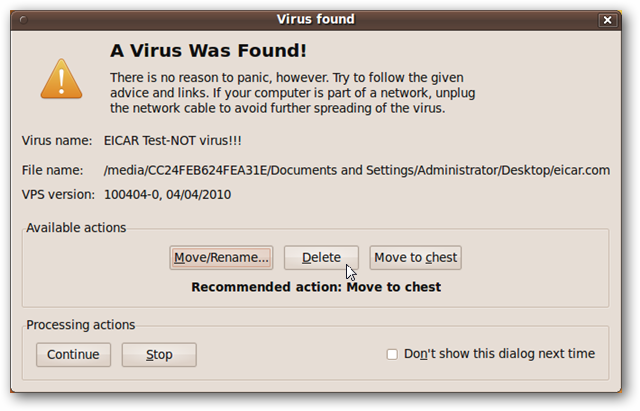 Virus found
A Virus Was Found!
There is no reason to panic, however. Try to follow the given
advice and links. If your computer is part of a network, unplug
the network cable to avoid further spreading of the virus.
Virus name: EICAR Test-NOT virus!!!
File name: /media/CC24FEB624FEA31E/Documents and Settings/Administrator/Desktop/eicar.com
VPS version: 100404-0, 04/04/2010
Available actions
Move/Rename... Delete Move to chest
Recommended action: Move to chest
Processing actions
Continue Stop Don't show this dialog next time